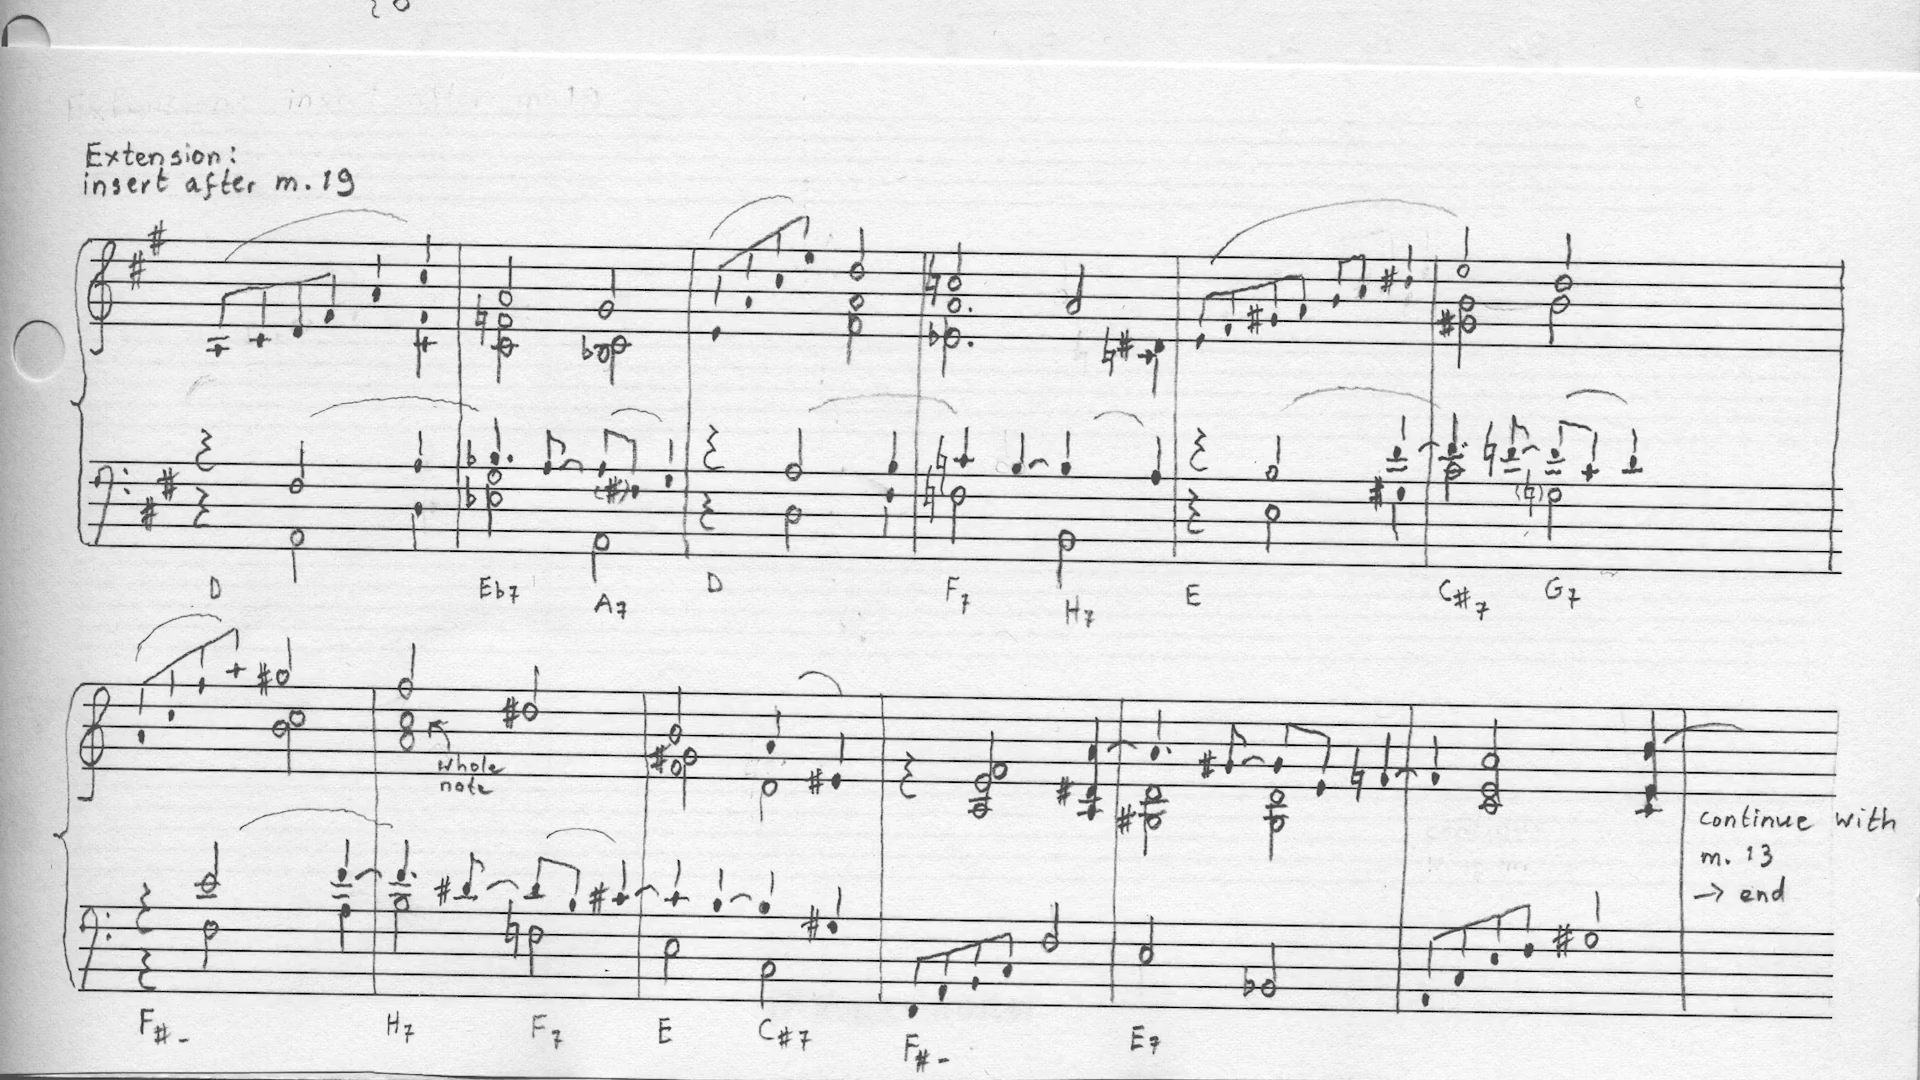 Extension:
insert after m. 19
D Eb7 A7 D F7 H7 E C#7 G7
whole
note
continue with
m. 13
→ end
F#- H7 F7 E C#7 F#- E7